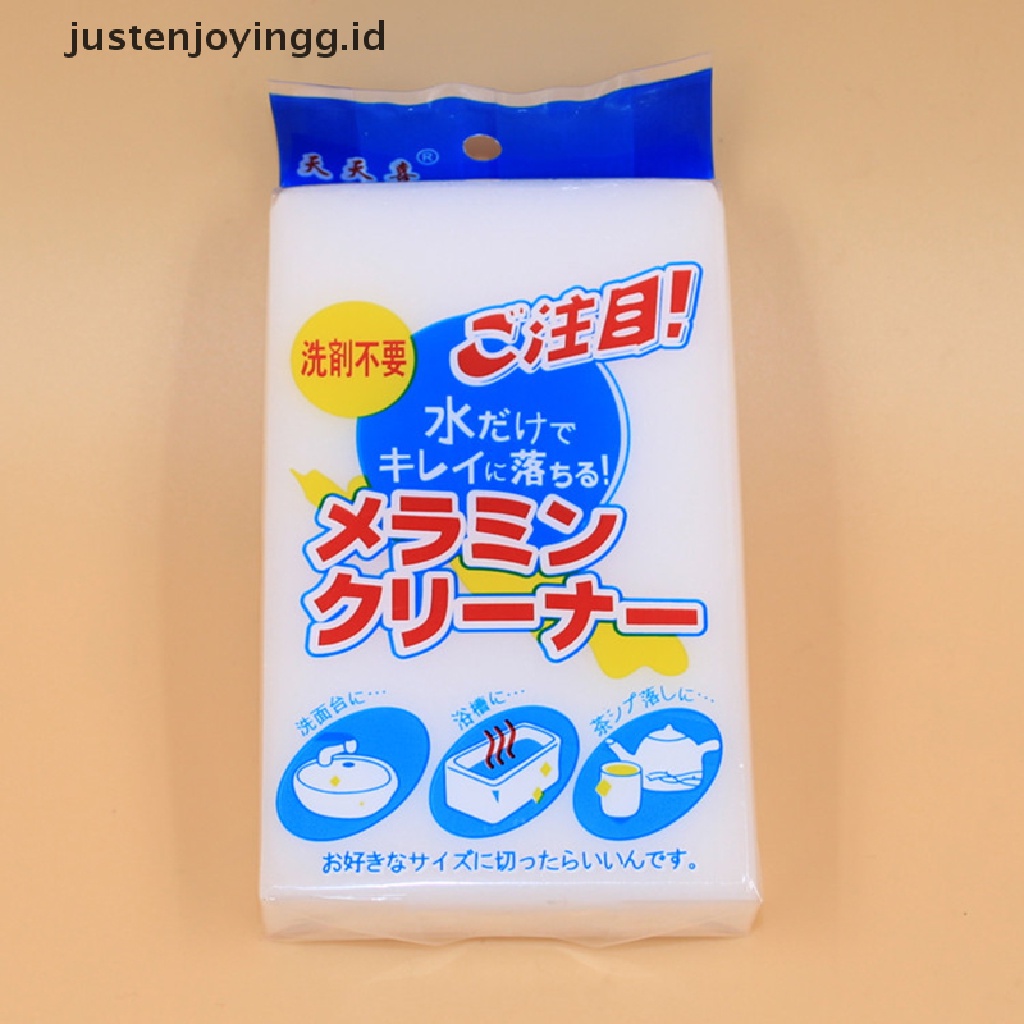 justenjoyingg.id
天天喜®
ご注目!
洗剤不要
水だけで
キレイに落ちる!
メラミン
クリーナー
洗面台に…
浴槽に…
茶シブ落しに…
お好きなサイズに切ったらいいんです。